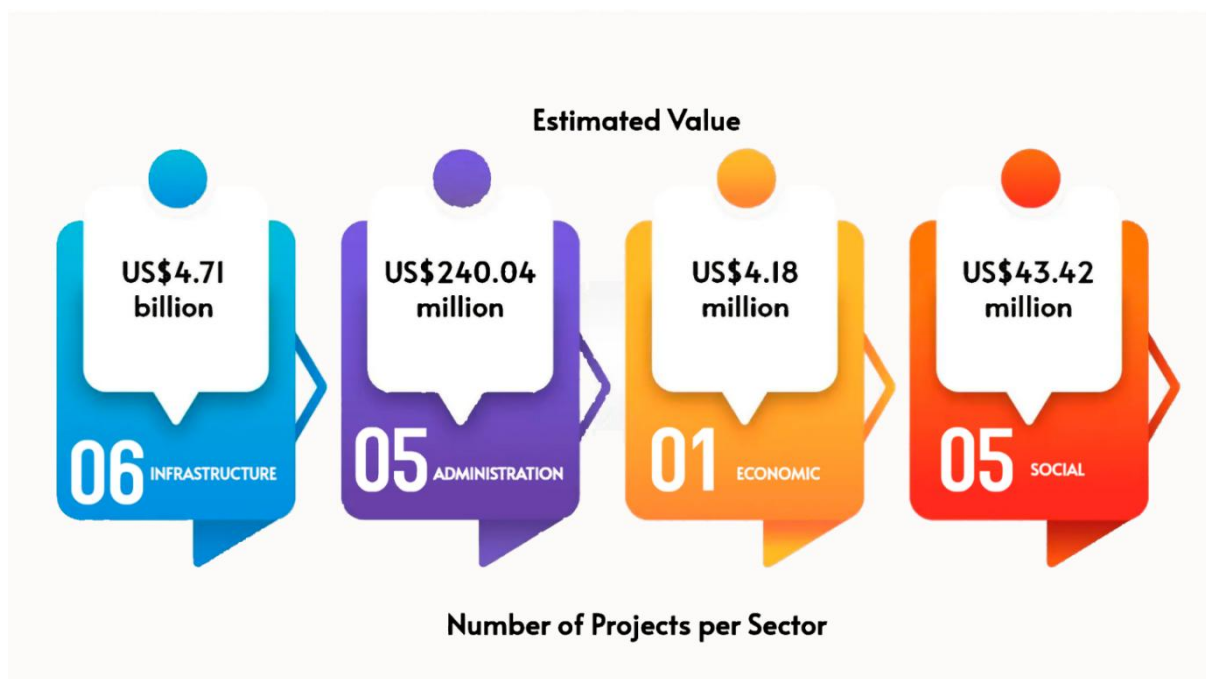 Estimated Value
US$4.71
billion
US$240.04
million
US$4.18
million
US$43.42
million
06 INFRASTRUCTURE
05 ADMINISTRATION
01 ECONOMIC
05 SOCIAL
Number of Projects per Sector